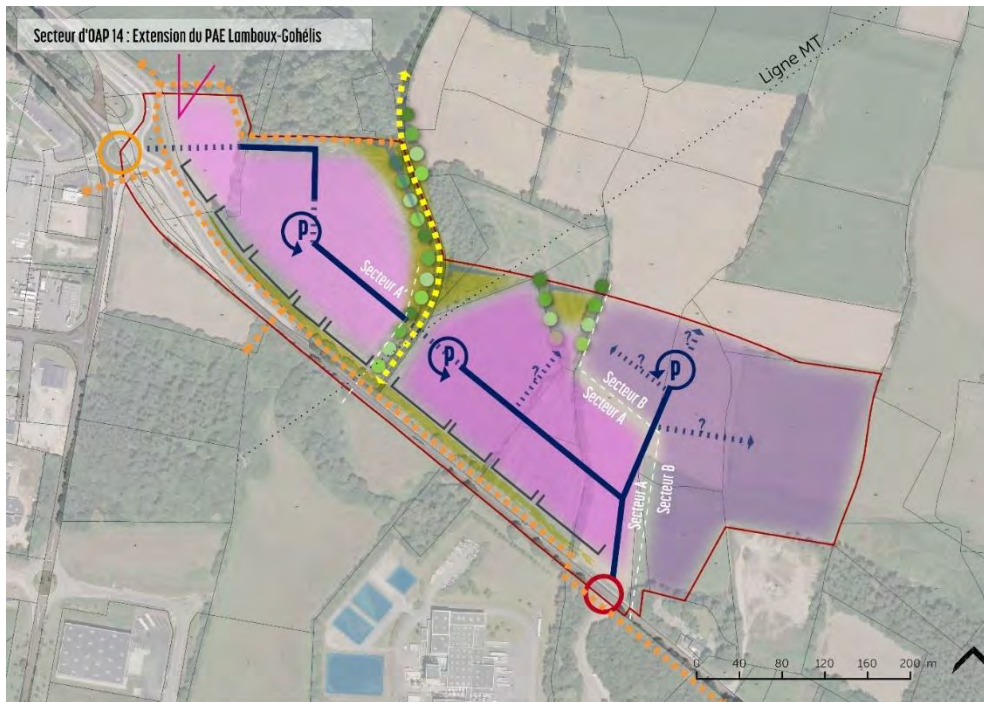 Secteur d'OAP 14 : Extension du PAE Lamboux-Gohélis
Ligne MT
P
Secteur A'
P
P
?
?
?
?
Secteur B
Secteur A
Secteur A
Secteur B
0 40 80 120 160 200 m